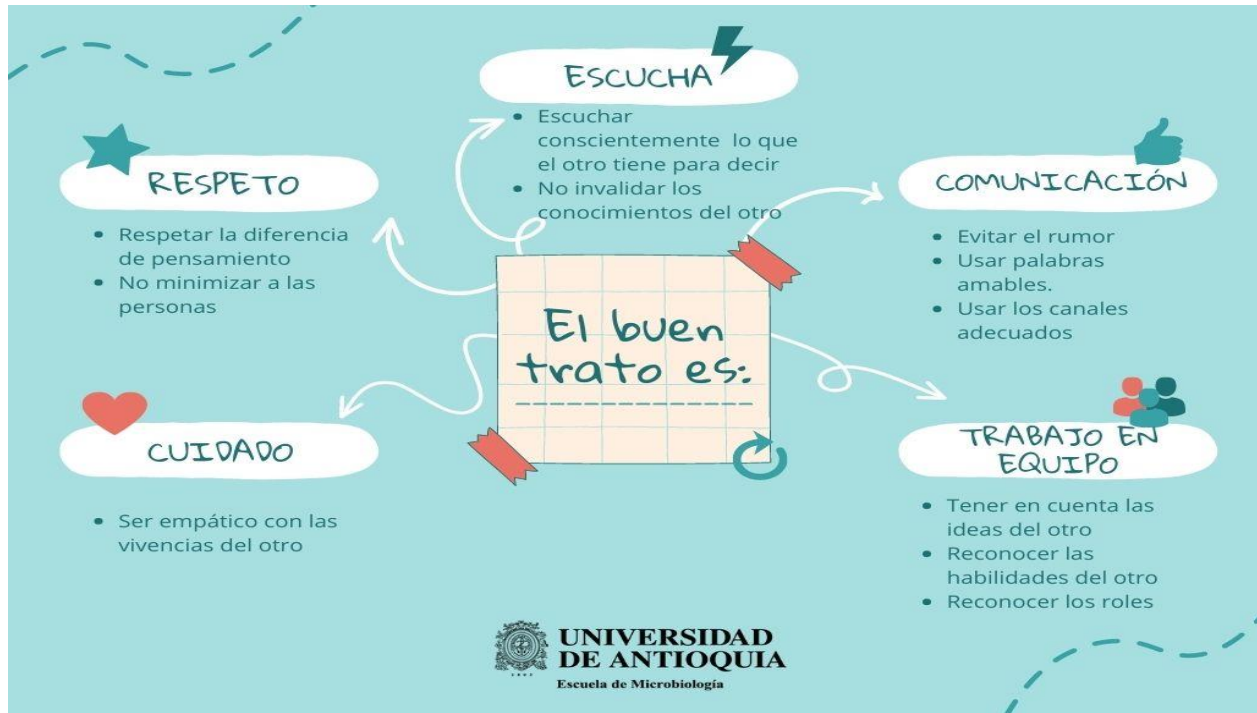 ESCUCHA
Escuchar
conscientemente lo que
el otro tiene para decir
No invalidar los
conocimientos del otro
RESPETO
Respetar la diferencia
de pensamiento
No minimizar a las
personas
COMUNICACIÓN
Evitar el rumor
Usar palabras
amables.
Usar los canales
adecuados
El buen
trato es:
CUIDADO
Ser empático con las
vivencias del otro
TRABAJO EN
EQUIPO
Tener en cuenta las
ideas del otro
Reconocer las
habilidades del otro
Reconocer los roles
UNIVERSIDAD
DE ANTIOQUIA
Escuela de Microbiología